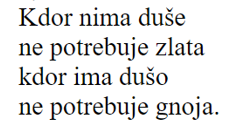 Kdor nima duše
ne potrebuje zlata
kdor ima dušo
ne potrebuje gnoja.